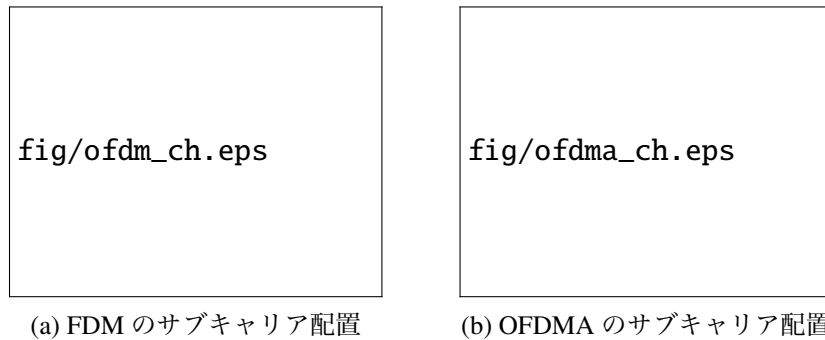 fig/ofdm_ch.eps
fig/ofdma_ch.eps
(a) FDM のサブキャリア配置
(b) OFDMA のサブキャリア配置